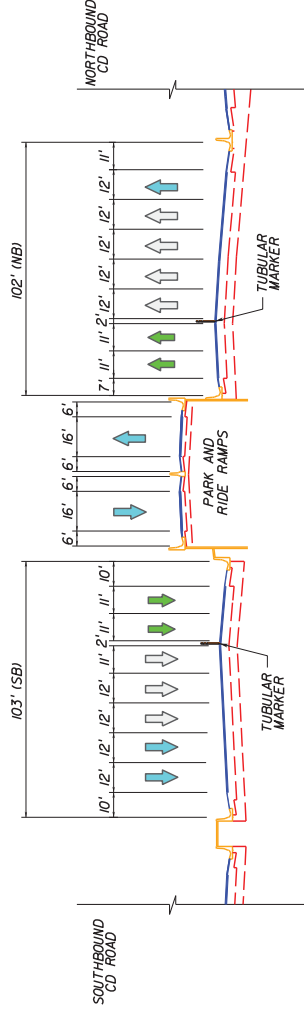 SOUTHBOUND
CD ROAD
103' (SB)
102' (NB)
NORTHBOUND
CD ROAD
10' 12' 12' 12' 12' 11' 2' 11' 11' 10'
6' 16' 6' 6' 16' 6'
7' 11' 11' 2' 12' 12' 12' 12' 12' 11'
TUBULAR
MARKER
PARK AND
RIDE RAMPS
TUBULAR
MARKER